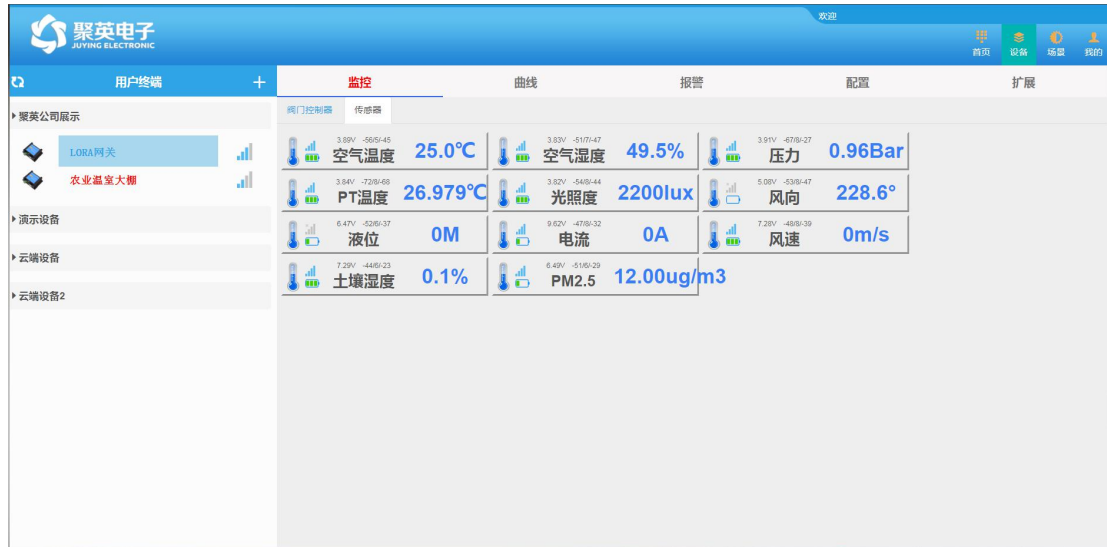 聚英电子
JUYING ELECTRONIC
欢迎
首页 设备 场景 我的
用户终端 +
监控 曲线 报警 配置 扩展
聚英公司展示
LORA网关
农业温室大棚
演示设备
云端设备
云端设备2
阀门控制器 传感器
3.89V -56/5/-45
空气温度 25.0℃
3.83V -51/7/-47
空气湿度 49.5%
3.91V -67/8/-27
压力 0.96Bar
3.84V -72/8/-68
PT温度 26.979℃
3.82V -54/8/-44
光照度 2200lux
5.08V -53/8/-47
风向 228.6°
6.47V -52/6/-37
液位 0M
9.62V -47/8/-32
电流 0A
7.28V -48/8/-39
风速 0m/s
7.29V -44/6/-23
土壤湿度 0.1%
6.49V -51/6/-29
PM2.5 12.00ug/m3